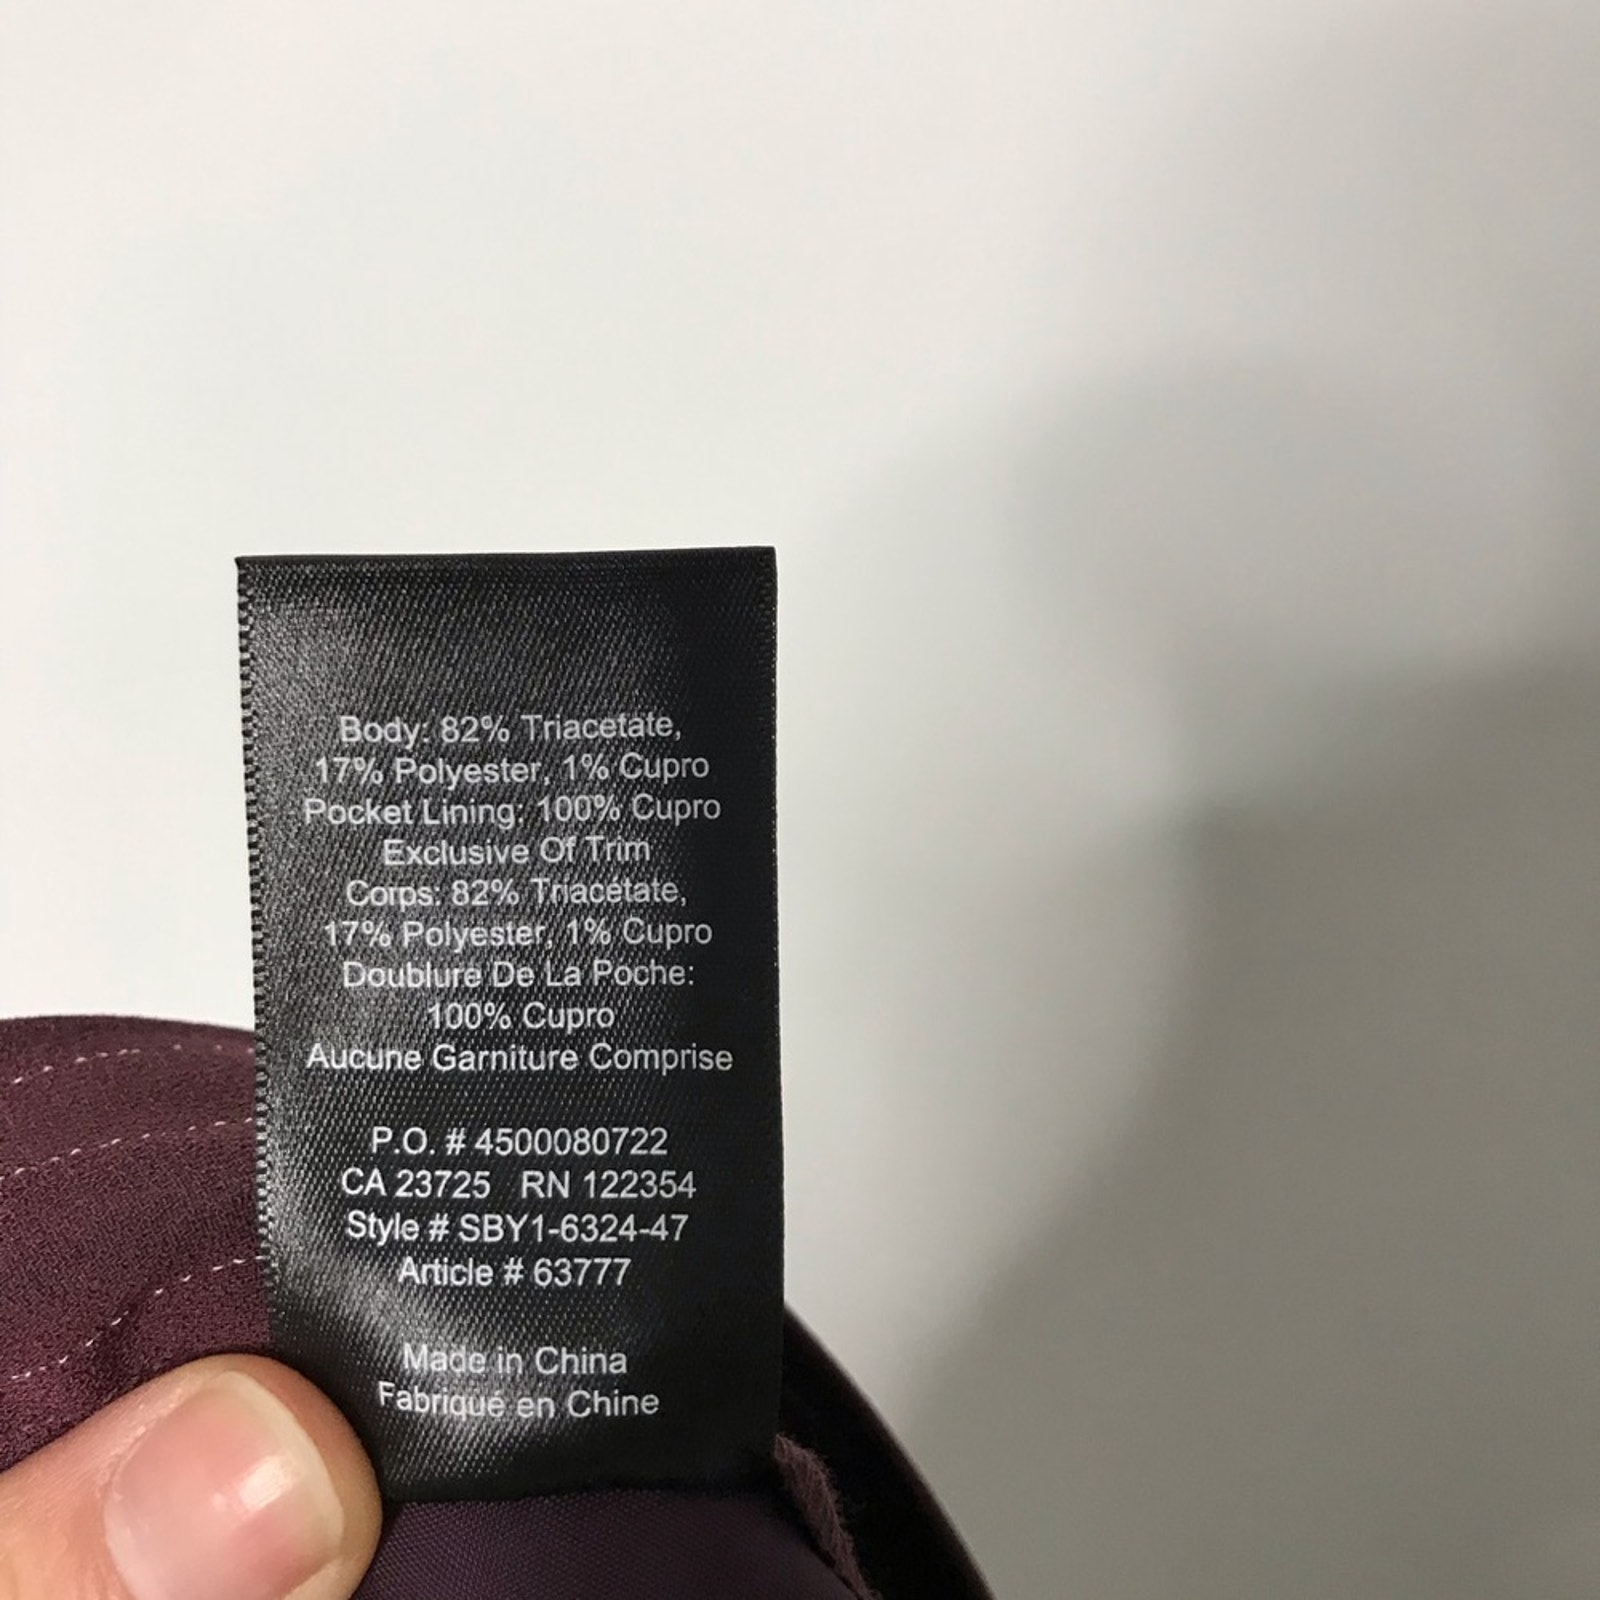 Body: 82% Triacetate,
17% Polyester, 1% Cupro
Pocket Lining: 100% Cupro
Exclusive Of Trim
Corps: 82% Triacétate,
17% Polyester, 1% Cupro
Doublure De La Poche:
100% Cupro
Aucune Garniture Comprise
P.O. # 4500080722
CA 23725 RN 122354
Style # SBY1-6324-47
Article # 63777
Made in China
Fabriqué en Chine